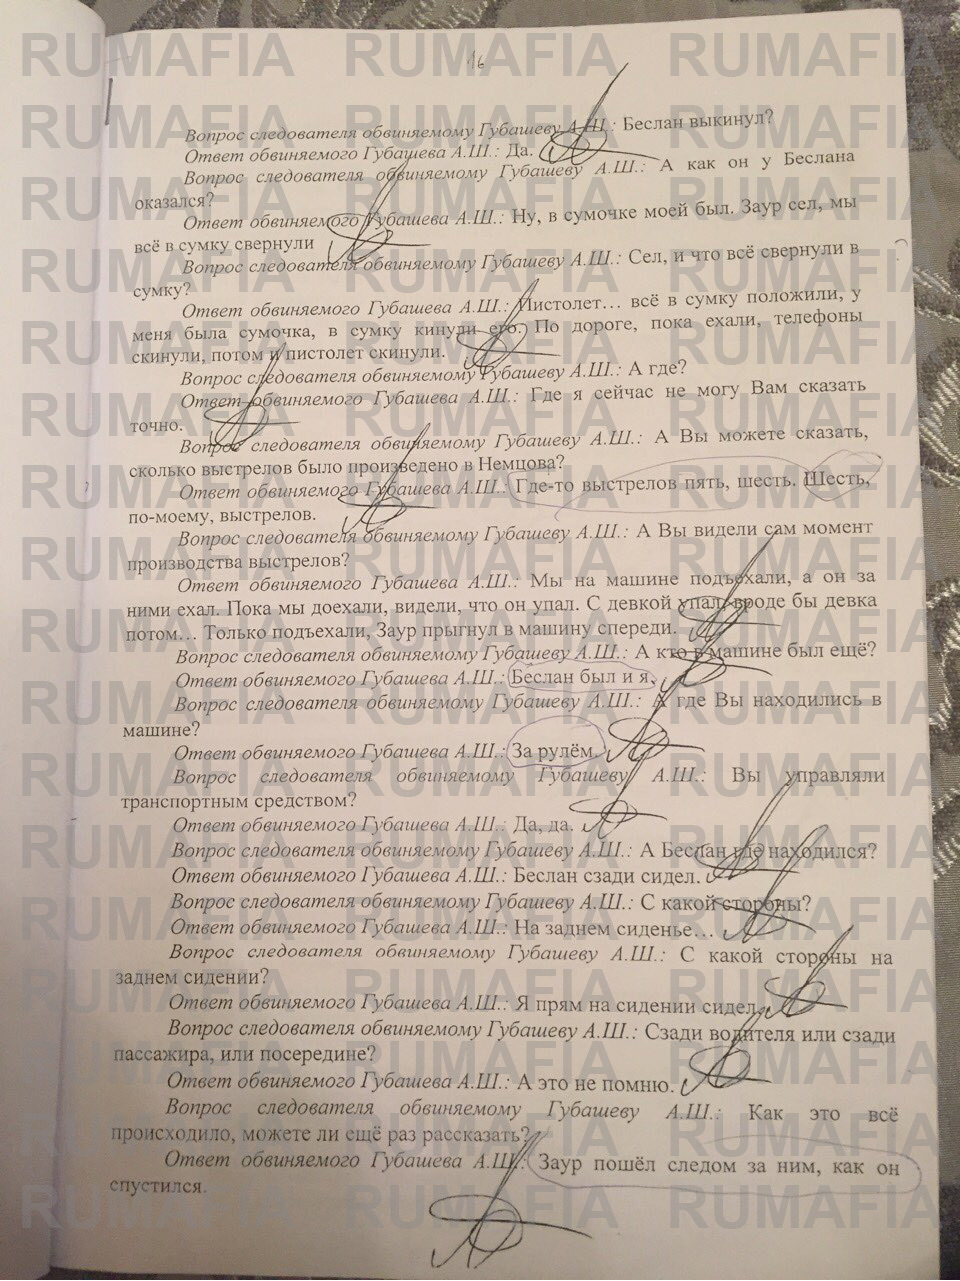 16
Вопрос следователя обвиняемому Губашеву А.Ш.: Беслан выкинул?
Ответ обвиняемого Губашева А.Ш.: Да.
Вопрос следователя обвиняемому Губашеву А.Ш.: А как он у Беслана
оказался?
Ответ обвиняемого Губашева А.Ш.: Ну, в сумочке моей был. Заур сел, мы
всё в сумку свернули
Вопрос следователя обвиняемому Губашеву А.Ш.: Сел, и что всё свернули в
сумку?
Ответ обвиняемого Губашева А.Ш.: Пистолет… всё в сумку положили, у
меня была сумочка, в сумку кинули его. По дороге, пока ехали, телефоны
скинули, потом и пистолет скинули.
Вопрос следователя обвиняемому Губашеву А.Ш.: А где?
Ответ обвиняемого Губашева А.Ш.: Где я сейчас не могу Вам сказать
точно.
Вопрос следователя обвиняемому Губашеву А.Ш.: А Вы можете сказать,
сколько выстрелов было произведено в Немцова?
Ответ обвиняемого Губашева А.Ш.: Где-то выстрелов пять, шесть. Шесть,
по-моему, выстрелов.
Вопрос следователя обвиняемому Губашеву А.Ш.: А Вы видели сам момент
производства выстрелов?
Ответ обвиняемого Губашева А.Ш.: Мы на машине подъехали, а он за
ними ехал. Пока мы доехали, видели, что он упал. С девкой упал, вроде бы девка
потом… Только подъехали, Заур прыгнул в машину спереди.
Вопрос следователя обвиняемому Губашеву А.Ш.: А кто в машине был ещё?
Ответ обвиняемого Губашева А.Ш.: Беслан был и я.
Вопрос следователя обвиняемому Губашеву А.Ш.: А где Вы находились в
машине?
Ответ обвиняемого Губашева А.Ш.: За рулём.
Вопрос следователя обвиняемому Губашеву А.Ш.: Вы управляли
транспортным средством?
Ответ обвиняемого Губашева А.Ш.: Да, да.
Вопрос следователя обвиняемому Губашеву А.Ш.: А Беслан где находился?
Ответ обвиняемого Губашева А.Ш.: Беслан сзади сидел.
Вопрос следователя обвиняемому Губашеву А.Ш.: С какой стороны?
Ответ обвиняемого Губашева А.Ш.: На заднем сиденье…
Вопрос следователя обвиняемому Губашеву А.Ш.: С какой стороны на
заднем сидении?
Ответ обвиняемого Губашева А.Ш.: Я прям на сидении сидел.
Вопрос следователя обвиняемому Губашеву А.Ш.: Сзади водителя или сзади
пассажира, или посередине?
Ответ обвиняемого Губашева А.Ш.: А это не помню.
Вопрос следователя обвиняемому Губашеву А.Ш.: Как это всё
происходило, можете ли ещё раз рассказать?
Ответ обвиняемого Губашева А.Ш.: Заур пошёл следом за ним, как он
спустился.